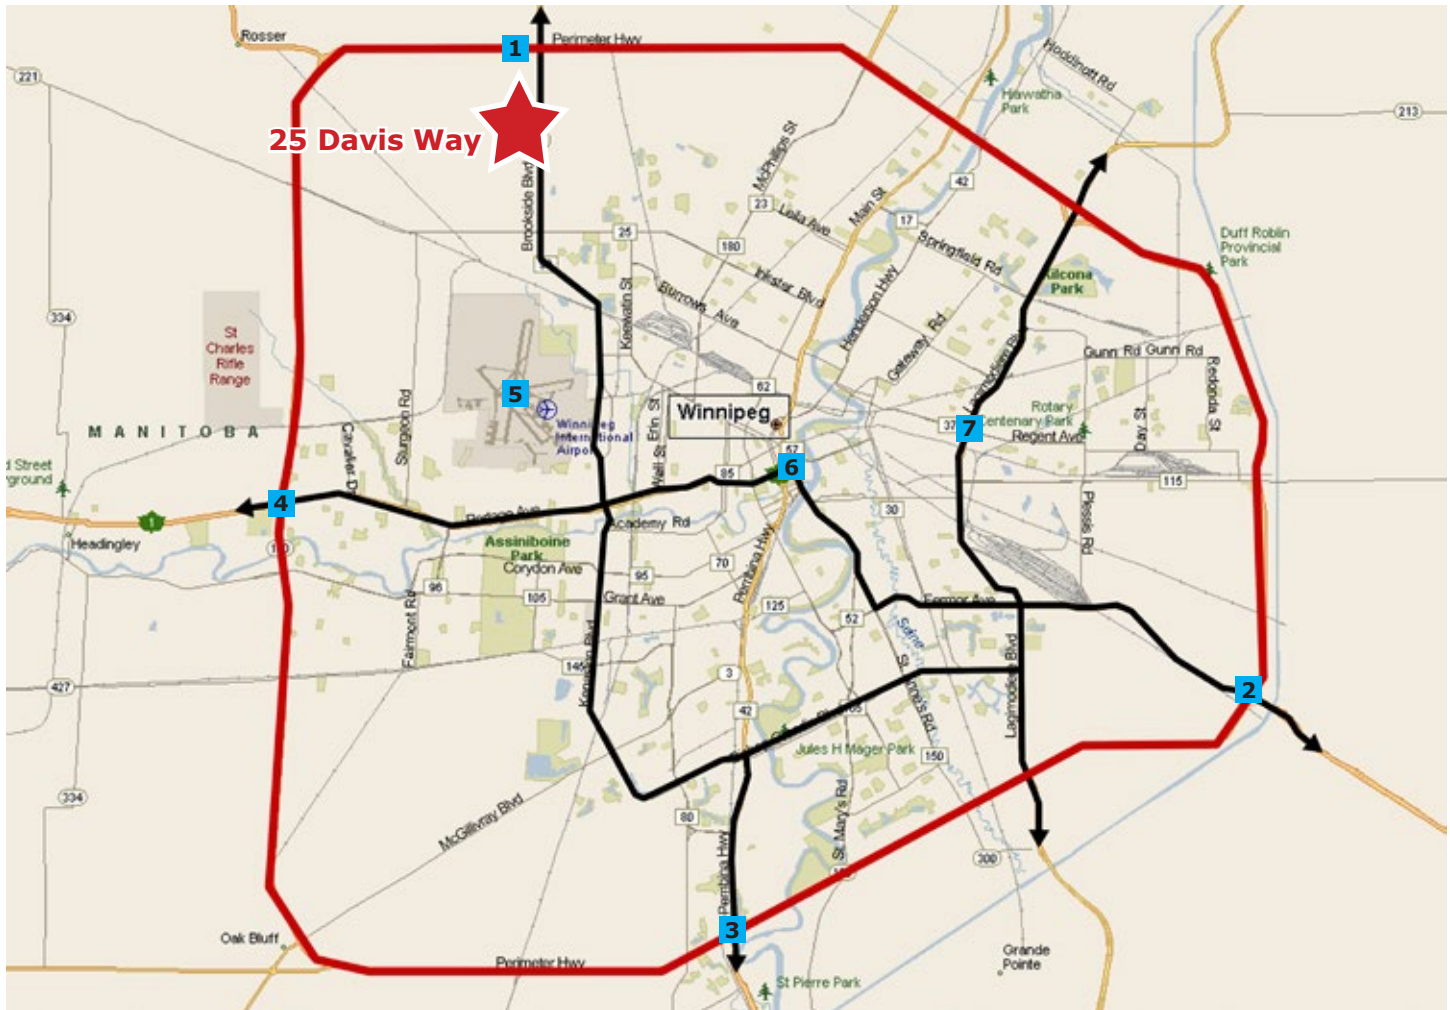 Rosser
1
Perimeter Hwy
Hoddinott Rd
221
Hiawatha
Park
213
25 Davis Way
McPhillips St
Brookside Blvd
42
23
Leila Ave
Main St
17
25
180
Springfield Rd
Duff Roblin
Provincial
Park
Kilcona
Park
Inkster Blvd
Burrows Ave
Keewatin St
Henderson Hwy
Gateway Rd
334
St
Charles
Rifle
Range
Gunn Rd
Gunn Rd
Redonda St
62
5
Winnipeg
Winnipeg
International
Airport
Erin St
Wall St
Sturgeon Rd
MANITOBA
Rotary
Centenary Park
37
7
Regent Ave
Day St
57
6
85
115
d Street
yground
4
1
Headingley
Portage Ave
Academy Rd
30
Plessis Rd
Assiniboine
Park
Corydon Ave
95
70
Pembina Hwy
96
105
Grant Ave
125
52
Fermor Ave
Fairmont Rd
Seine
145
Lagimodiere Blvd
427
3
42
St Anne's Rd
2
Jules H Mager Park
150
334
McGillivray Blvd
80
St Mary's Rd
Pembina Hwy
300
3
Oak Bluff
Perimeter Hwy
Grande
Pointe
St Pierre Park